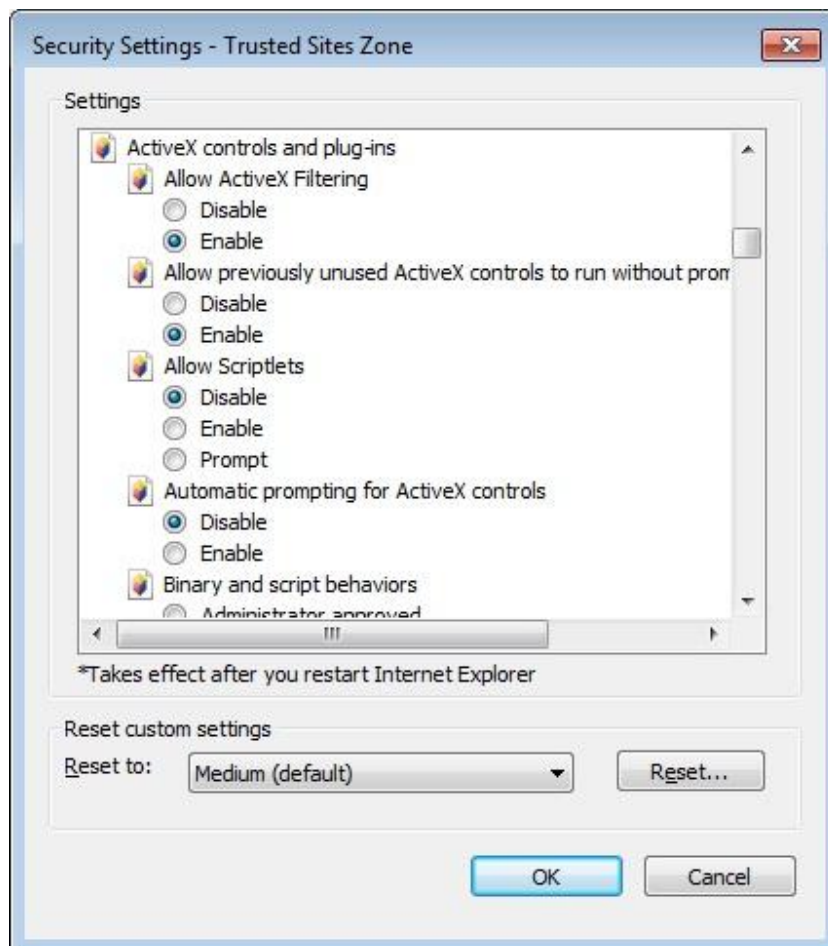 Security Settings - Trusted Sites Zone
Settings
ActiveX controls and plug-ins
Allow ActiveX Filtering
Disable
Enable
Allow previously unused ActiveX controls to run without prom
Disable
Enable
Allow Scriptlets
Disable
Enable
Prompt
Automatic prompting for ActiveX controls
Disable
Enable
Binary and script behaviors
Administrator approved
*Takes effect after you restart Internet Explorer
Reset custom settings
Reset to:
Medium (default)
Reset...
OK
Cancel